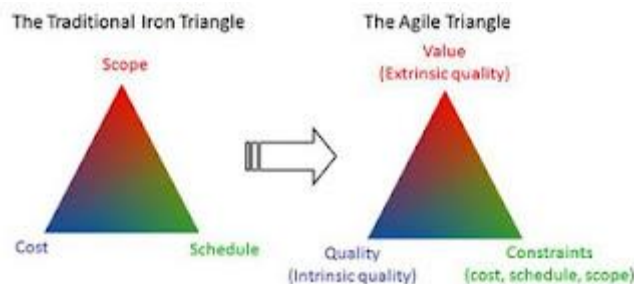 The Traditional Iron Triangle
Scope
Cost
Schedule
The Agile Triangle
Value
(Extrinsic quality)
Quality
(Intrinsic quality)
Constraints
(cost, schedule, scope)